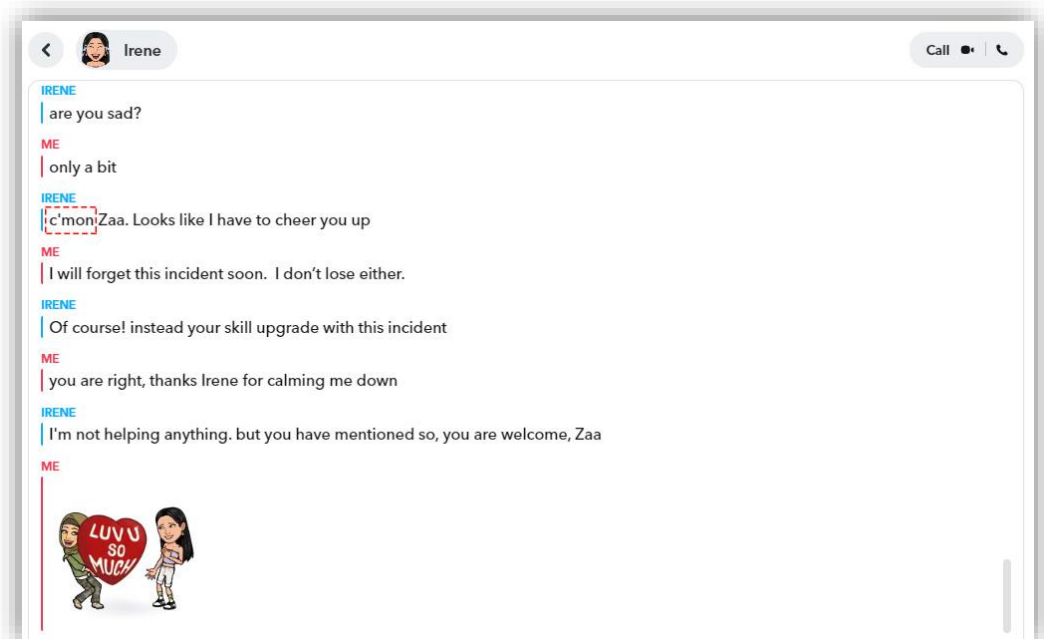 Irene
Call
IRENE
are you sad?
ME
only a bit
IRENE
c'mon Zaa. Looks like I have to cheer you up
ME
I will forget this incident soon.  I don't lose either.
IRENE
Of course! instead your skill upgrade with this incident
ME
you are right, thanks Irene for calming me down
IRENE
I'm not helping anything. but you have mentioned so, you are welcome, Zaa
ME
LUV U
SO
MUCH